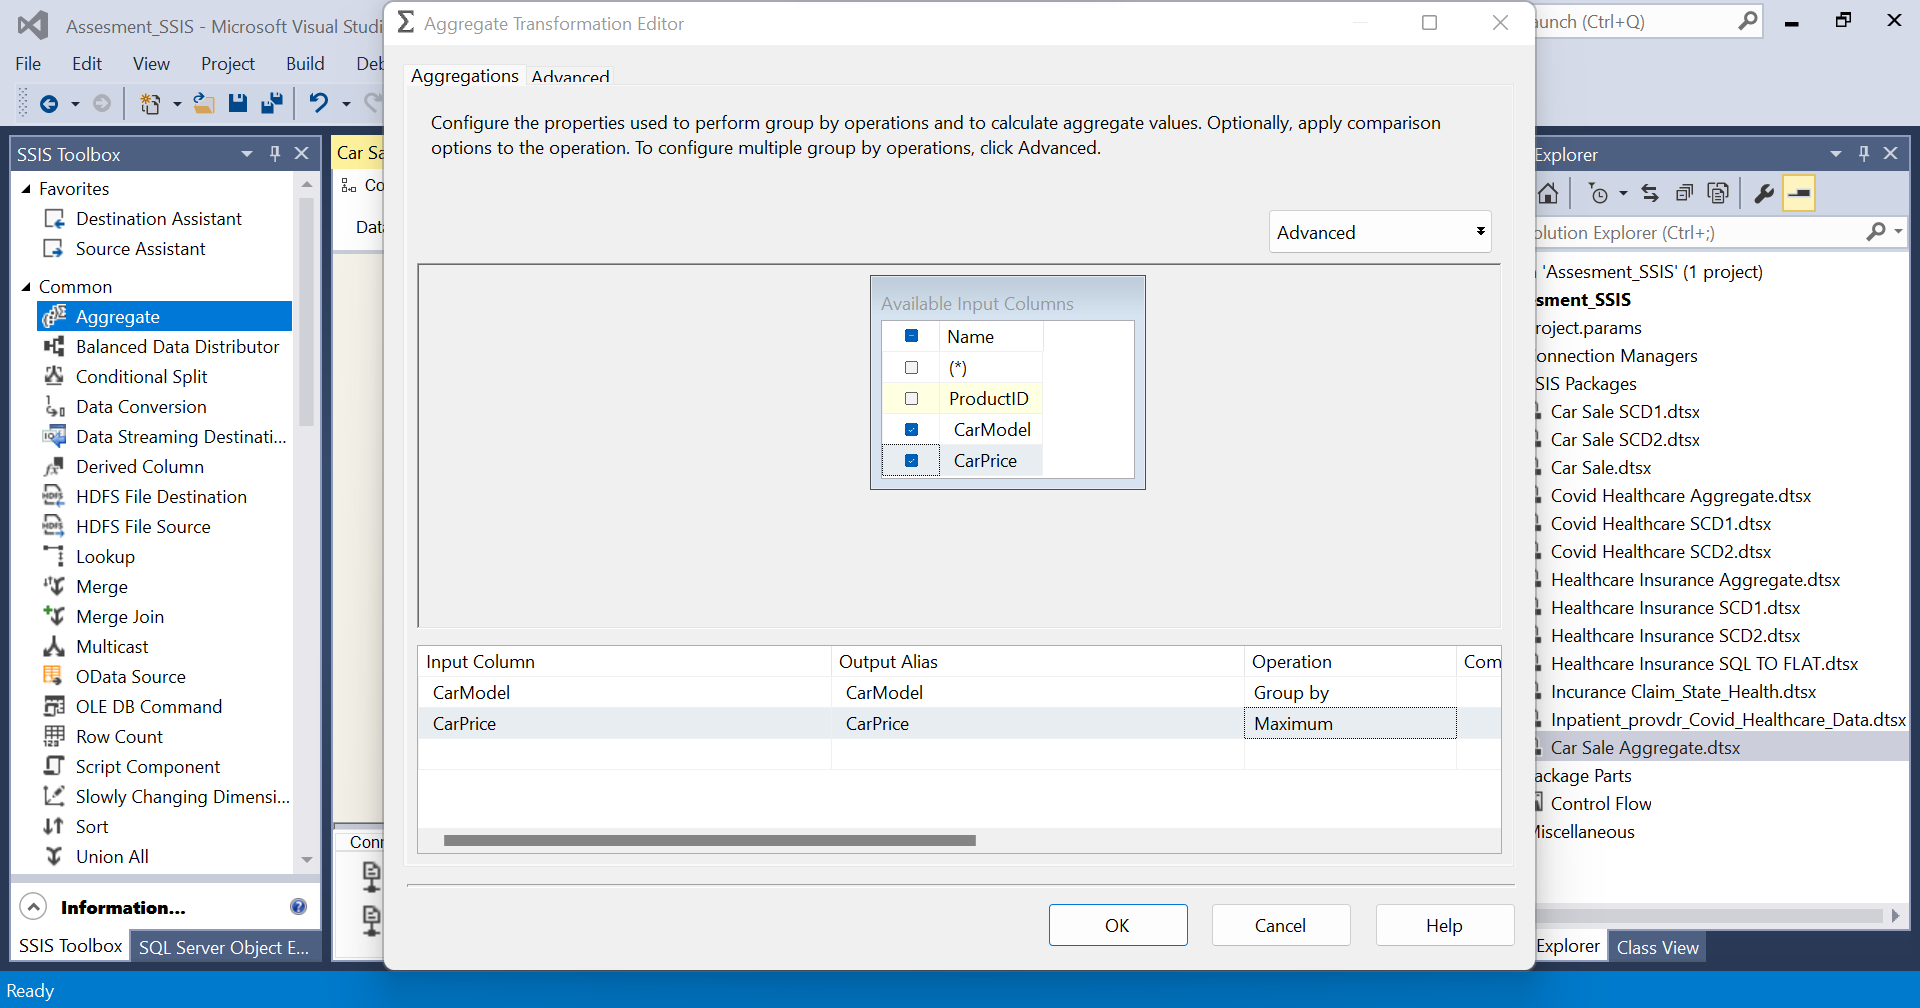 Assesment_SSIS - Microsoft Visual Studi
File Edit View Project Build Deb
SSIS Toolbox
Favorites
Destination Assistant
Source Assistant
Common
Aggregate
Balanced Data Distributor
Conditional Split
Data Conversion
Data Streaming Destinati...
Derived Column
HDFS File Destination
HDFS File Source
Lookup
Merge
Merge Join
Multicast
OData Source
OLE DB Command
Row Count
Script Component
Slowly Changing Dimensi...
Sort
Union All
Information...
SSIS Toolbox SQL Server Object E...
Ready
Car Sa
Co
Data
Conn
Aggregate Transformation Editor
Aggregations Advanced
Configure the properties used to perform group by operations and to calculate aggregate values. Optionally, apply comparison
options to the operation. To configure multiple group by operations, click Advanced.
Advanced
Available Input Columns
Name
(*)
ProductID
CarModel
CarPrice
Input Column Output Alias Operation Com
CarModel CarModel Group by
CarPrice CarPrice Maximum
OK Cancel Help
aunch (Ctrl+Q)
Explorer
olution Explorer (Ctrl+;)
'Assesment_SSIS' (1 project)
sment_SSIS
roject.params
onnection Managers
SIS Packages
Car Sale SCD1.dtsx
Car Sale SCD2.dtsx
Car Sale.dtsx
Covid Healthcare Aggregate.dtsx
Covid Healthcare SCD1.dtsx
Covid Healthcare SCD2.dtsx
Healthcare Insurance Aggregate.dtsx
Healthcare Insurance SCD1.dtsx
Healthcare Insurance SCD2.dtsx
Healthcare Insurance SQL TO FLAT.dtsx
Incurance Claim_State_Health.dtsx
Inpatient_provdr_Covid_Healthcare_Data.dtsx
Car Sale Aggregate.dtsx
ackage Parts
Control Flow
Miscellaneous
Explorer Class View